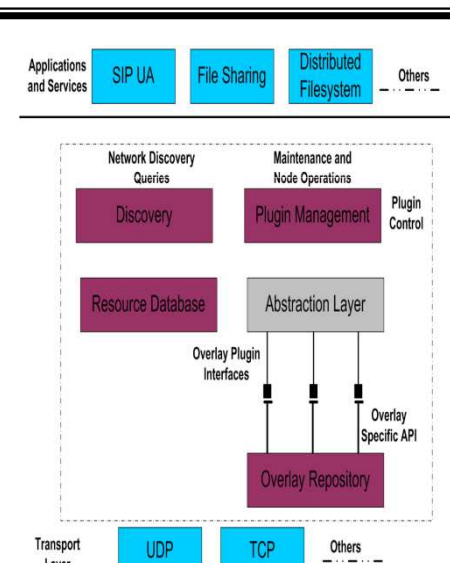 Applications
and Services
SIP UA
File Sharing
Distributed
Filesystem
Others
Network Discovery
Queries
Maintenance and
Node Operations
Discovery
Plugin Management
Plugin
Control
Resource Database
Abstraction Layer
Overlay Plugin
Interfaces
Overlay
Specific API
Overlay Repository
Transport
Layer
UDP
TCP
Others